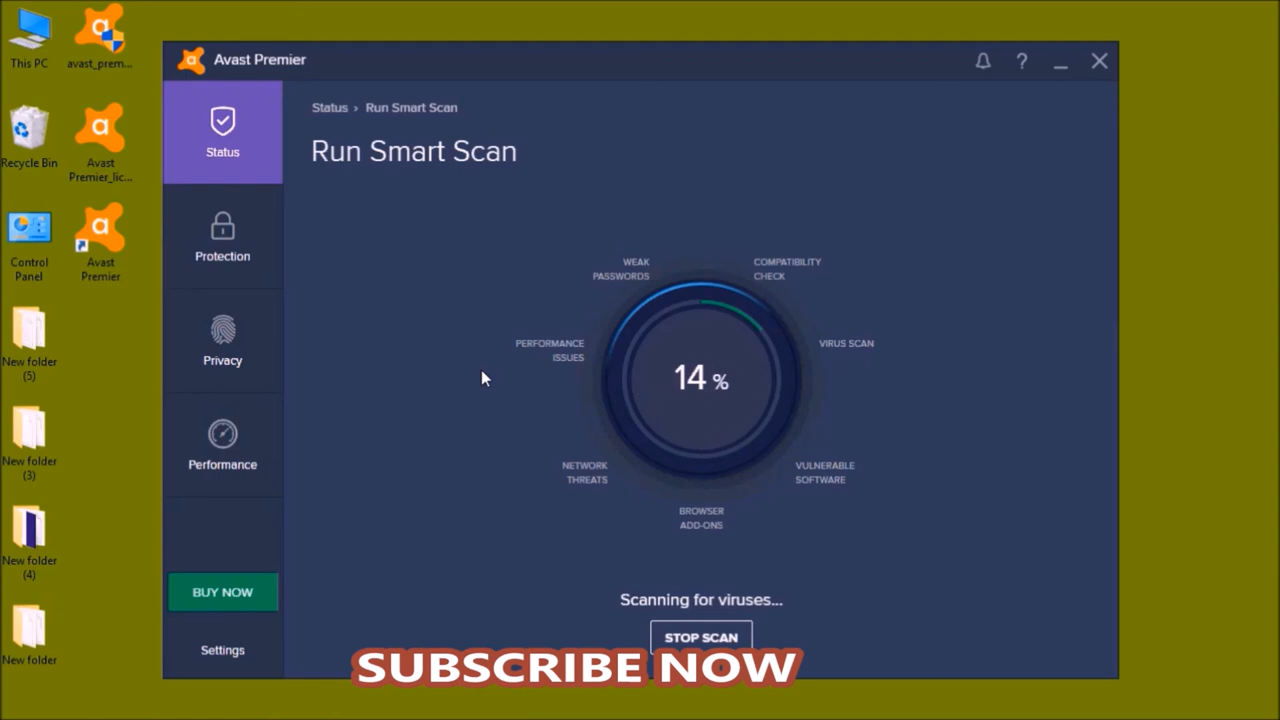 This PC
avast_prem...
Recycle Bin
Avast
Premier_lic...
Control
Panel
Avast
Premier
New folder
(5)
New folder
(3)
New folder
(4)
New folder
Avast Premier
?
Status
Protection
Privacy
Performance
BUY NOW
Settings
Status › Run Smart Scan
Run Smart Scan
WEAK
PASSWORDS
COMPATIBILITY
CHECK
PERFORMANCE
ISSUES
VIRUS SCAN
14 %
NETWORK
THREATS
VULNERABLE
SOFTWARE
BROWSER
ADD-ONS
Scanning for viruses...
STOP SCAN
SUBSCRIBE NOW